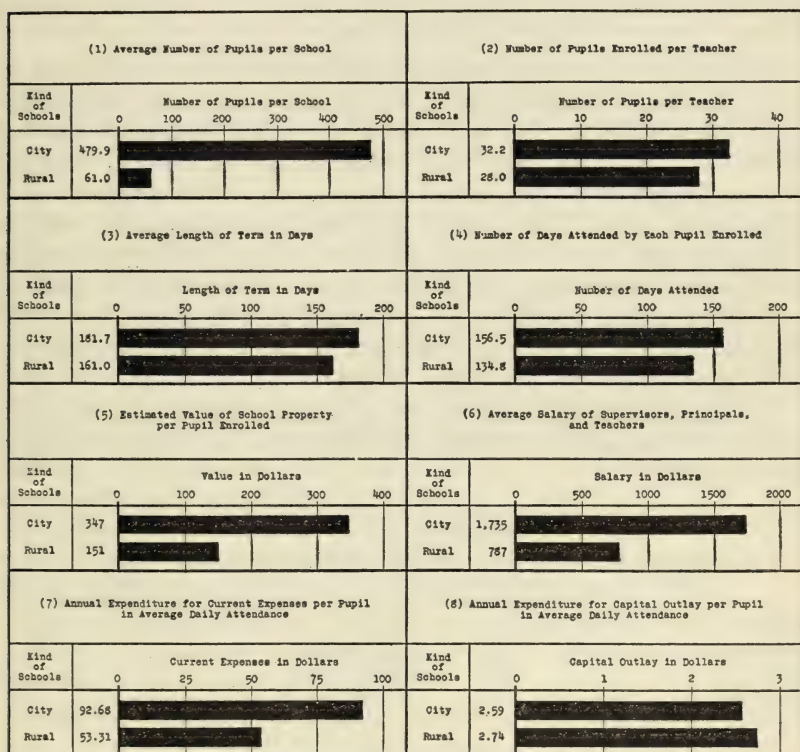 (1) Average Number of Pupils per School
Kind
of
Schools
Number of Pupils per School
0 100 200 300 400 500
City 479.9
Rural 61.0
(2) Number of Pupils Enrolled per Teacher
Kind
of
Schools
Number of Pupils per Teacher
0 10 20 30 40
City 32.2
Rural 28.0
(3) Average Length of Term in Days
Kind
of
Schools
Length of Term in Days
0 50 100 150 200
City 181.7
Rural 161.0
(4) Number of Days Attended by Each Pupil Enrolled
Kind
of
Schools
Number of Days Attended
0 50 100 150 200
City 156.5
Rural 134.8
(5) Estimated Value of School Property
per Pupil Enrolled
Kind
of
Schools
Value in Dollars
0 100 200 300 400
City 347
Rural 151
(6) Average Salary of Supervisors, Principals,
and Teachers
Kind
of
Schools
Salary in Dollars
0 500 1000 1500 2000
City 1,735
Rural 787
(7) Annual Expenditure for Current Expenses per Pupil
in Average Daily Attendance
Kind
of
Schools
Current Expenses in Dollars
0 25 50 75 100
City 92.68
Rural 53.31
(8) Annual Expenditure for Capital Outlay per Pupil
in Average Daily Attendance
Kind
of
Schools
Capital Outlay in Dollars
0 1 2 3
City 2.59
Rural 2.74